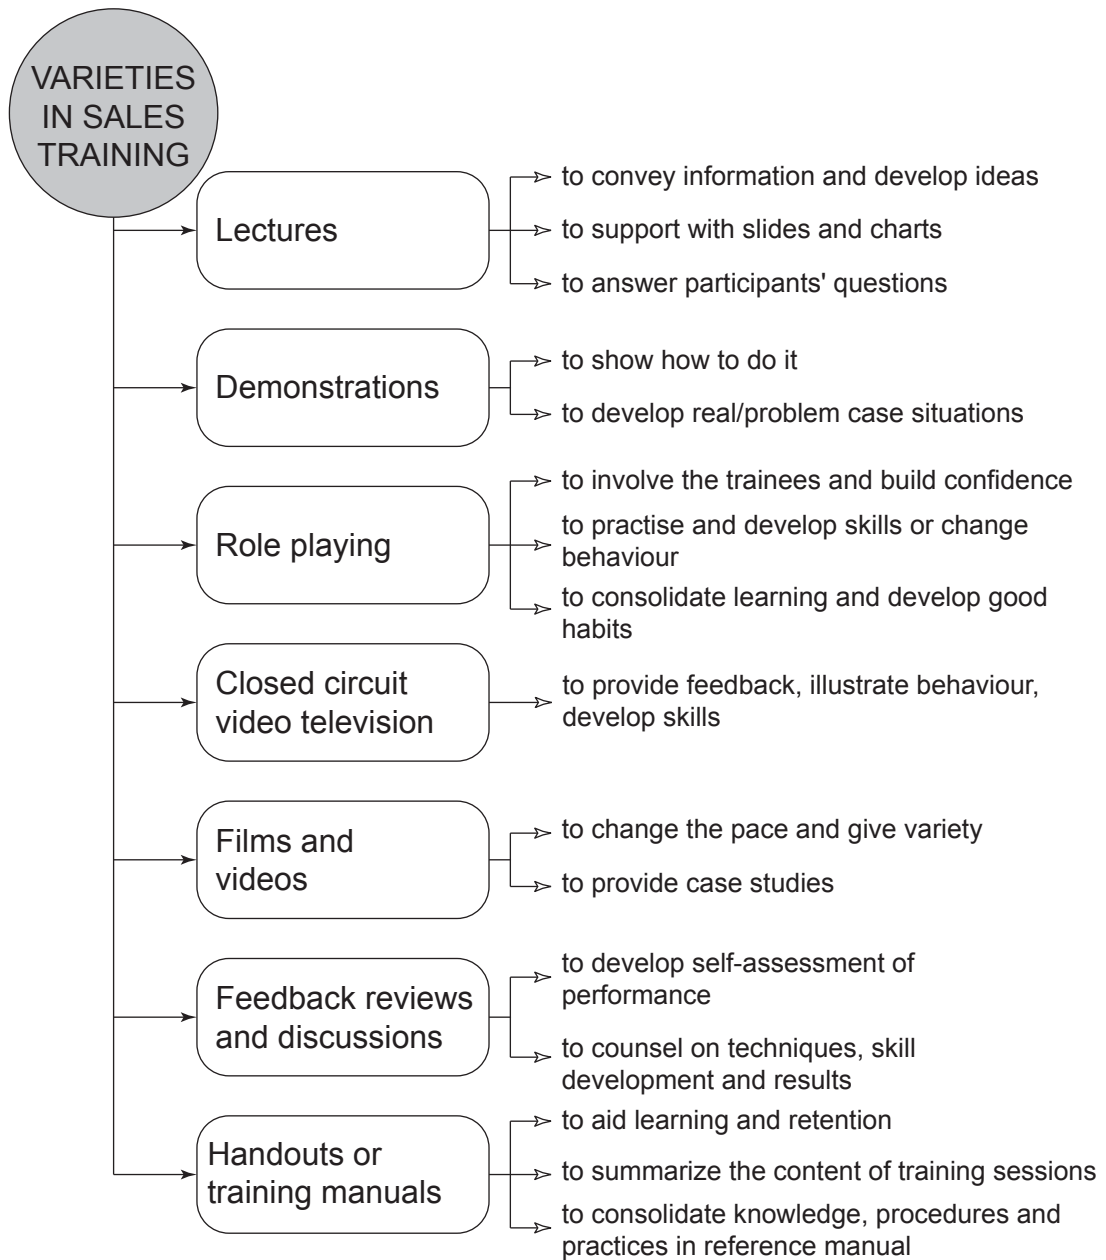 VARIETIES
IN SALES
TRAINING
Lectures
to convey information and develop ideas
to support with slides and charts
to answer participants' questions
Demonstrations
to show how to do it
to develop real/problem case situations
Role playing
to involve the trainees and build confidence
to practise and develop skills or change
behaviour
to consolidate learning and develop good
habits
Closed circuit
video television
to provide feedback, illustrate behaviour,
develop skills
Films and
videos
to change the pace and give variety
to provide case studies
Feedback reviews
and discussions
to develop self-assessment of
performance
to counsel on techniques, skill
development and results
Handouts or
training manuals
to aid learning and retention
to summarize the content of training sessions
to consolidate knowledge, procedures and
practices in reference manual